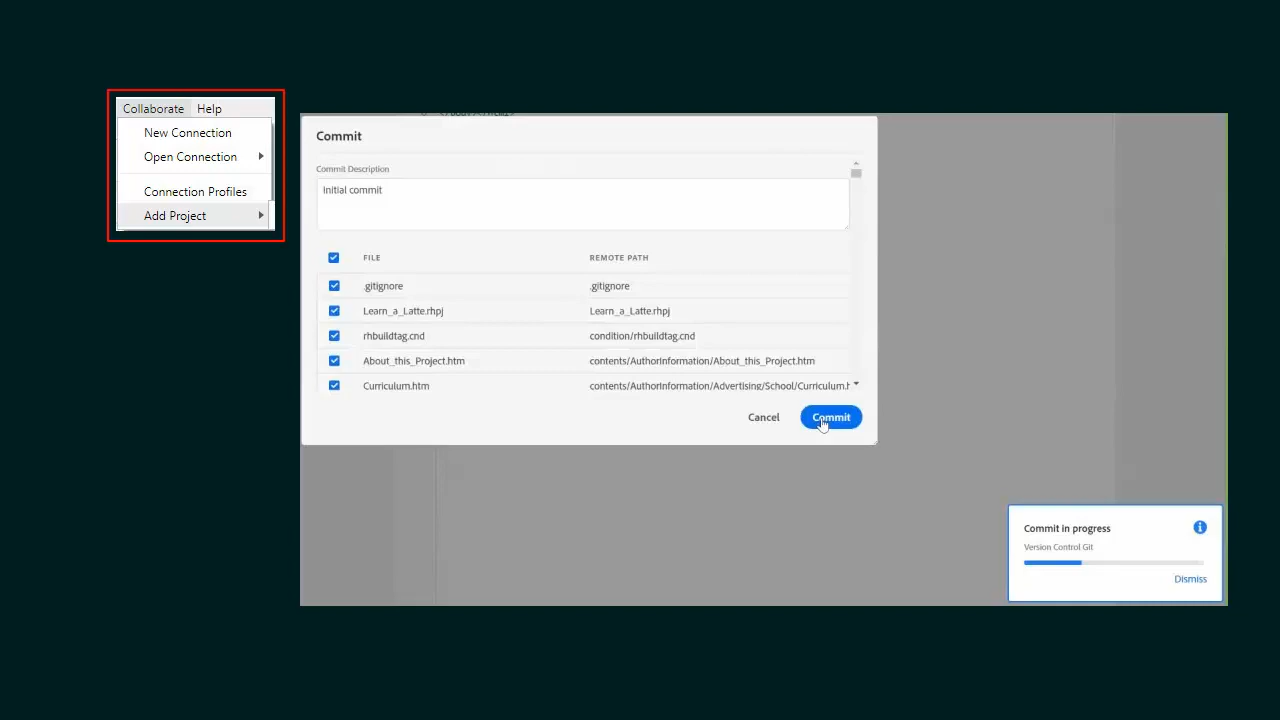 Collaborate Help
New Connection
Open Connection
Connection Profiles
Add Project
Commit
Commit Description
Initial commit
FILE REMOTE PATH
.gitignore .gitignore
Learn_a_Latte.rhpj Learn_a_Latte.rhpj
rhbuildtag.cnd condition/rhbuildtag.cnd
About_this_Project.htm contents/AuthorInformation/About_this_Project.htm
Curriculum.htm contents/AuthorInformation/Advertising/School/Curriculum.h
Cancel Commit
Commit in progress
Version Control Git
Dismiss